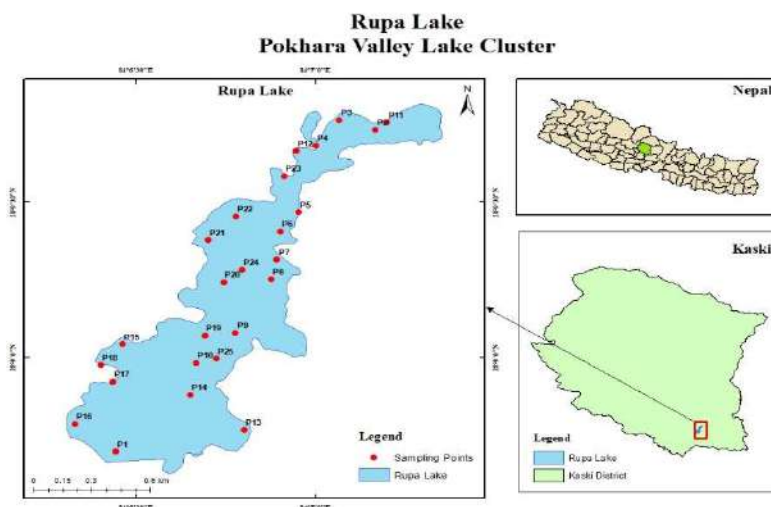 Rupa Lake
Pokhara Valley Lake Cluster
Rupa Lake
N
P3
P11
P4
P12
P23
P5
P22
P6
P21
P7
P24
P20
P8
P9
P19
P15
P25
P10
P18
P17
P14
P16
P13
P1
Legend
Sampling Points
Rupa Lake
0 0.15 0.3 0.6 km
Nepal
Kaski
Legend
Rupa Lake
Kaski District